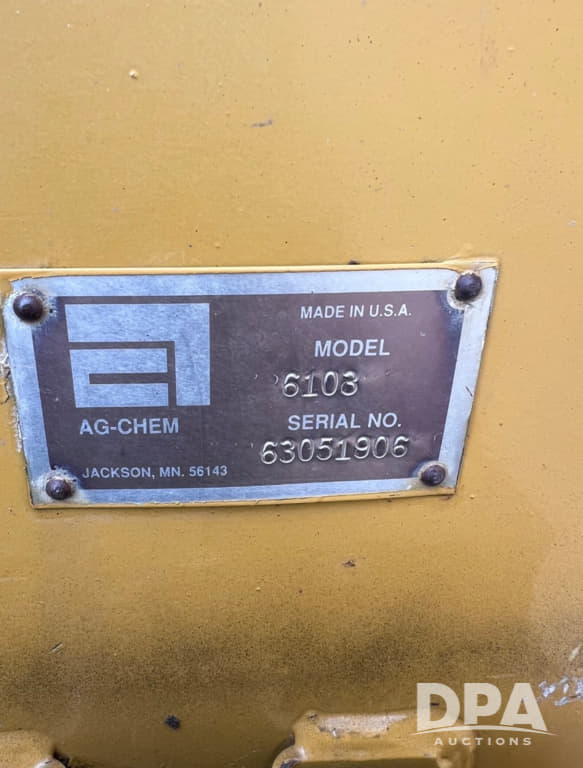 MADE IN U.S.A.
MODEL
6103
AG-CHEM
SERIAL NO.
63051906
JACKSON, MN. 56143
DPA
AUCTIONS